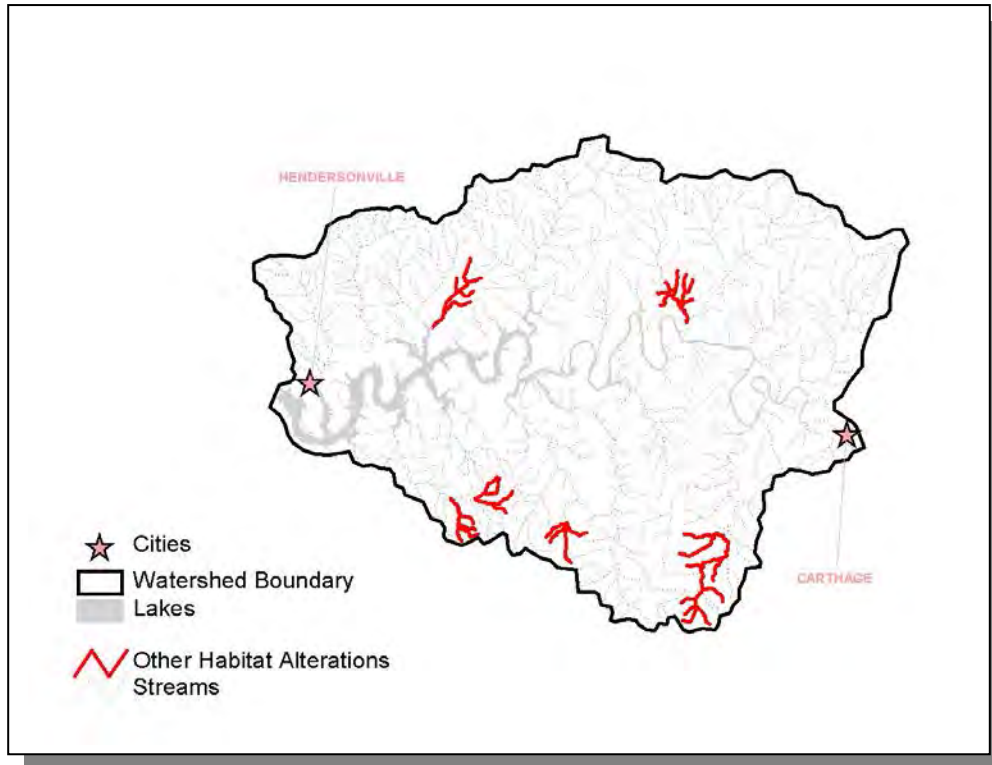 HENDERSONVILLE
CARTHAGE
Cities
Watershed Boundary
Lakes
Other Habitat Alterations
Streams